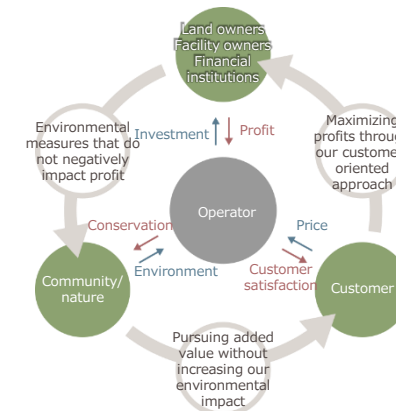 Land owners
Facility owners
Financial
institutions
Environmental
measures that do
not negatively
impact profit
Investment
Profit
Maximizing
profits through
our customer
oriented
approach
Operator
Conservation
Environment
Price
Customer
satisfaction
Community/
nature
Customer
Pursuing added
value without
increasing our
environmental
impact